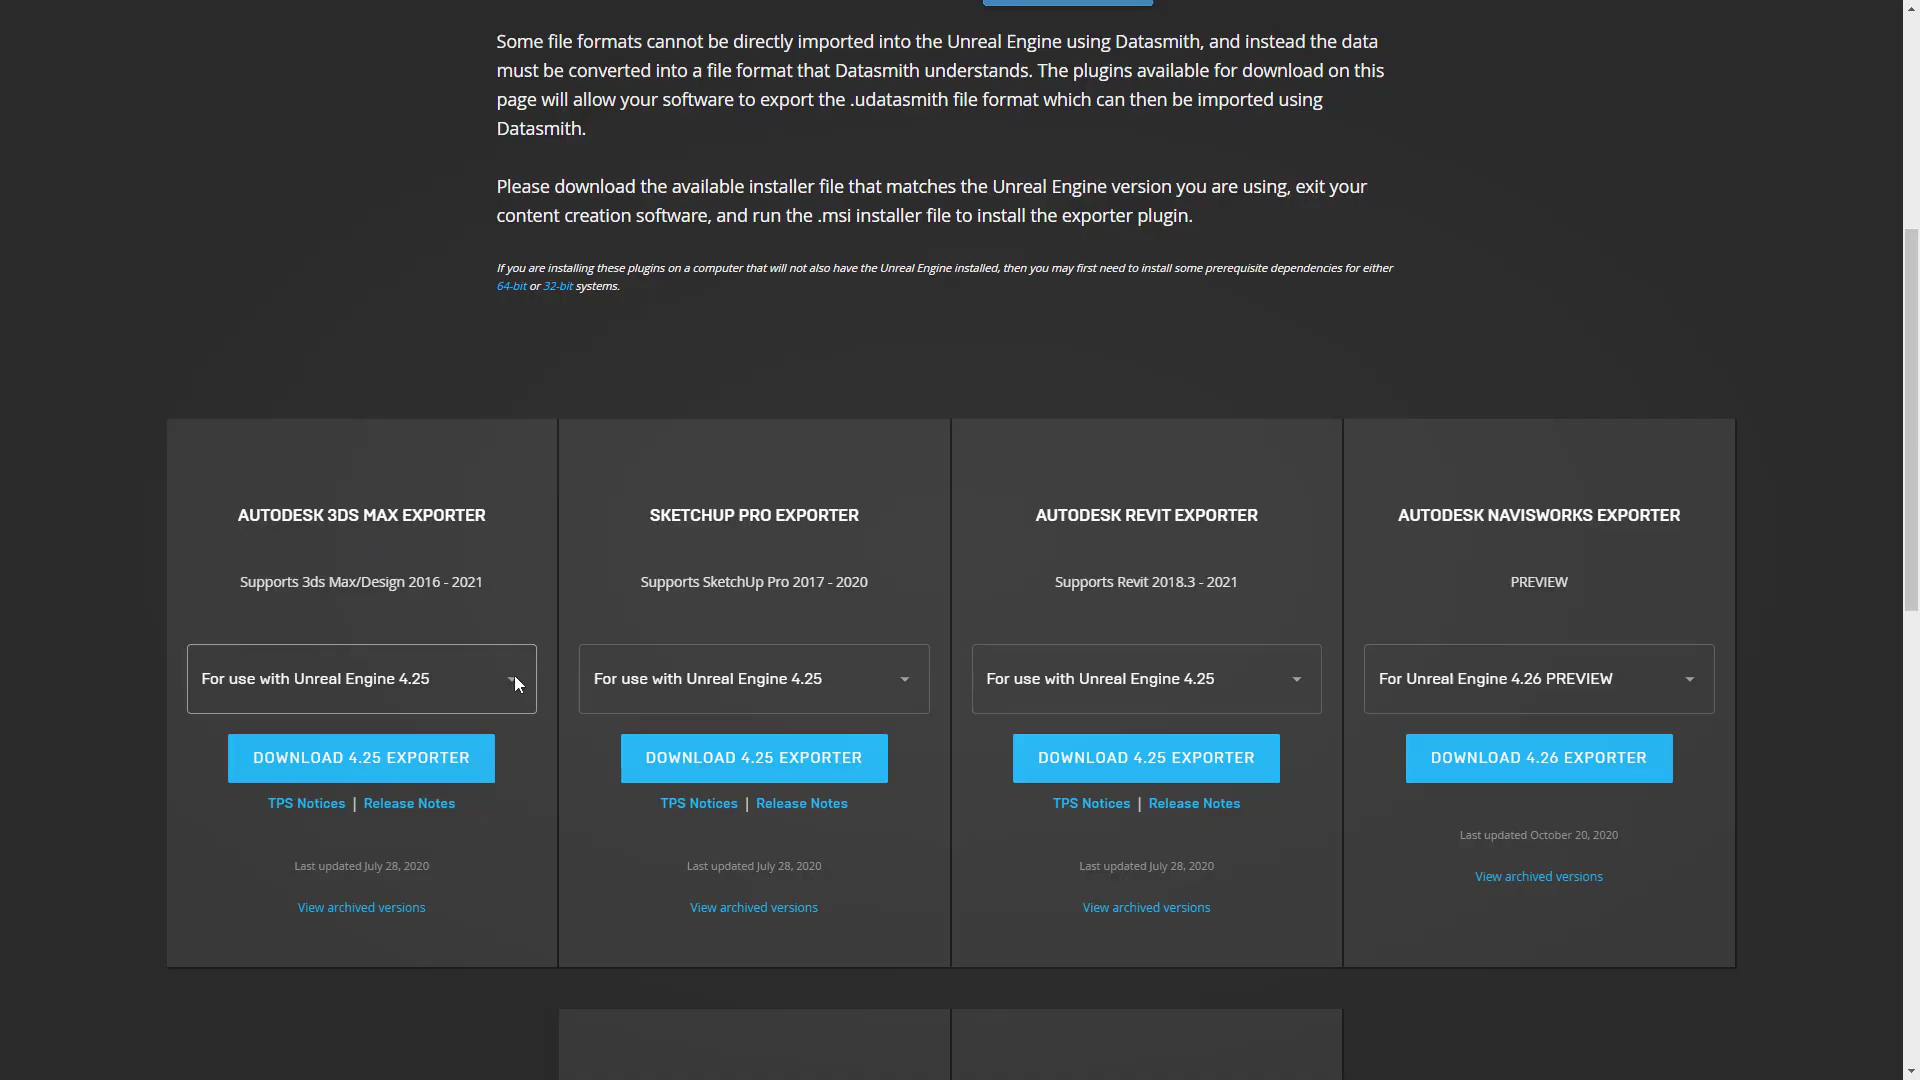 Some file formats cannot be directly imported into the Unreal Engine using Datasmith, and instead the data
must be converted into a file format that Datasmith understands. The plugins available for download on this
page will allow your software to export the .udatasmith file format which can then be imported using
Datasmith.
Please download the available installer file that matches the Unreal Engine version you are using, exit your
content creation software, and run the .msi installer file to install the exporter plugin.
If you are installing these plugins on a computer that will not also have the Unreal Engine installed, then you may first need to install some prerequisite dependencies for either
64-bit or 32-bit systems.
AUTODESK 3DS MAX EXPORTER
Supports 3ds Max/Design 2016 - 2021
For use with Unreal Engine 4.25
DOWNLOAD 4.25 EXPORTER
TPS Notices | Release Notes
Last updated July 28, 2020
View archived versions
SKETCHUP PRO EXPORTER
Supports SketchUp Pro 2017 - 2020
For use with Unreal Engine 4.25
DOWNLOAD 4.25 EXPORTER
TPS Notices | Release Notes
Last updated July 28, 2020
View archived versions
AUTODESK REVIT EXPORTER
Supports Revit 2018.3 - 2021
For use with Unreal Engine 4.25
DOWNLOAD 4.25 EXPORTER
TPS Notices | Release Notes
Last updated July 28, 2020
View archived versions
AUTODESK NAVISWORKS EXPORTER
PREVIEW
For Unreal Engine 4.26 PREVIEW
DOWNLOAD 4.26 EXPORTER
Last updated October 20, 2020
View archived versions